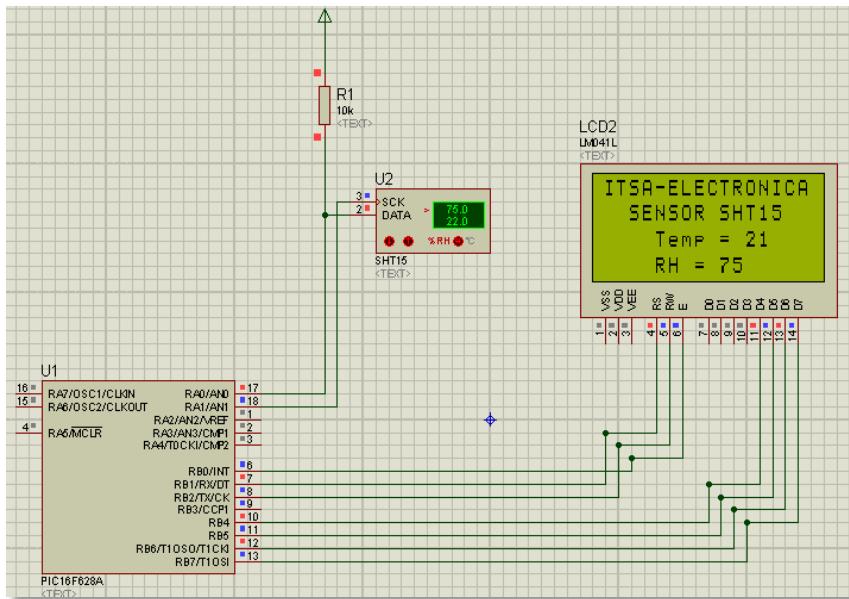 R1
10k
<TEXT>
LCD2
LM041L
<TEXT>
ITSA-ELECTRONICA
SENSOR SHT15
Temp = 21
RH = 75
VSS VDD VEE RS RW E D0 D1 D2 D3 D4 D5 D6 D7
1 2 3 4 5 6 7 8 9 10 11 12 13 14
U2
3 SCK
2 DATA
> 75.0
22.0
%RH °C
SHT15
<TEXT>
U1
16 RA7/OSC1/CLKIN RA0/AN0 17
15 RA6/OSC2/CLKOUT RA1/AN1 18
RA2/AN2/VREF 1
4 RA5/MCLR RA3/AN3/CMP1 2
RA4/T0CKI/CMP2 3
RB0/INT 6
RB1/RX/DT 7
RB2/TX/CK 8
RB3/CCP1 9
RB4 10
RB5 11
RB6/T1OSO/T1CKI 12
RB7/T1OSI 13
PIC16F628A
<TEXT>